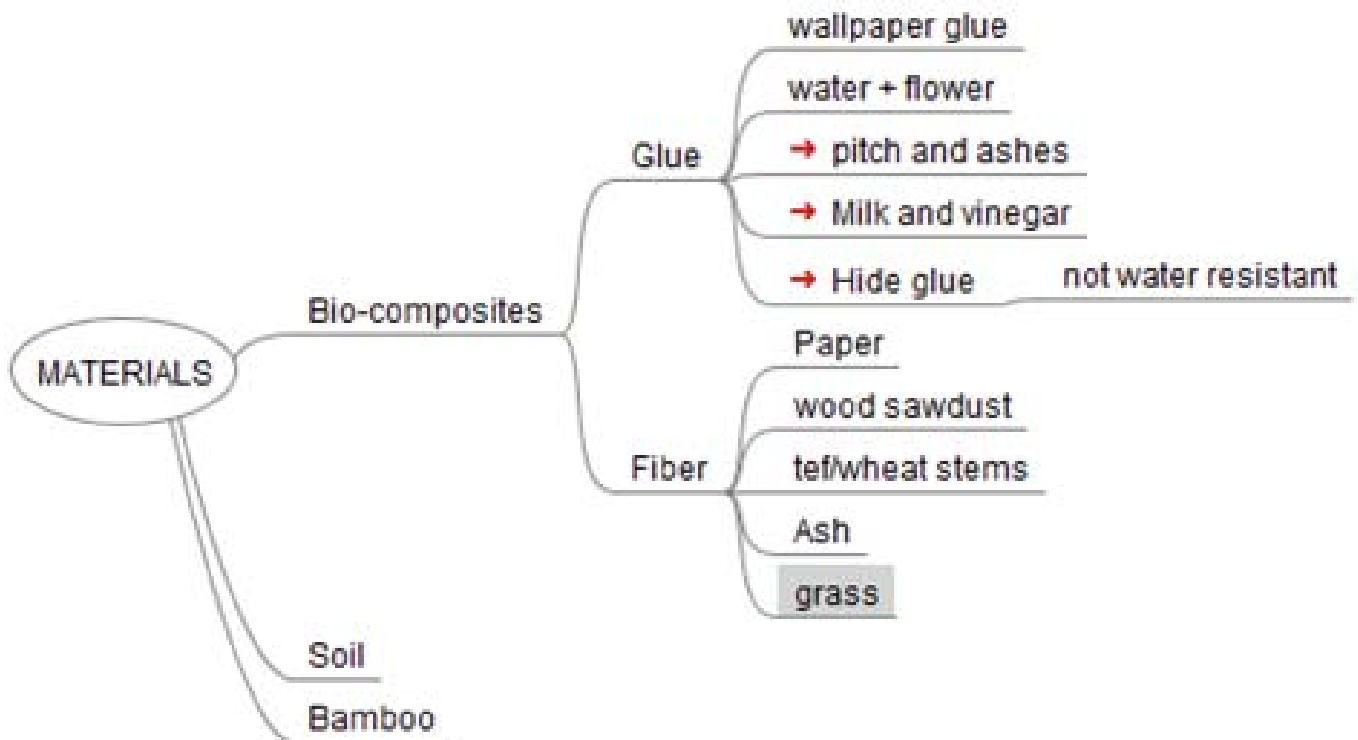 MATERIALS
Bio-composites
Glue
wallpaper glue
water + flower
pitch and ashes
Milk and vinegar
Hide glue
not water resistant
Fiber
Paper
wood sawdust
tef/wheat stems
Ash
grass
Soil
Bamboo